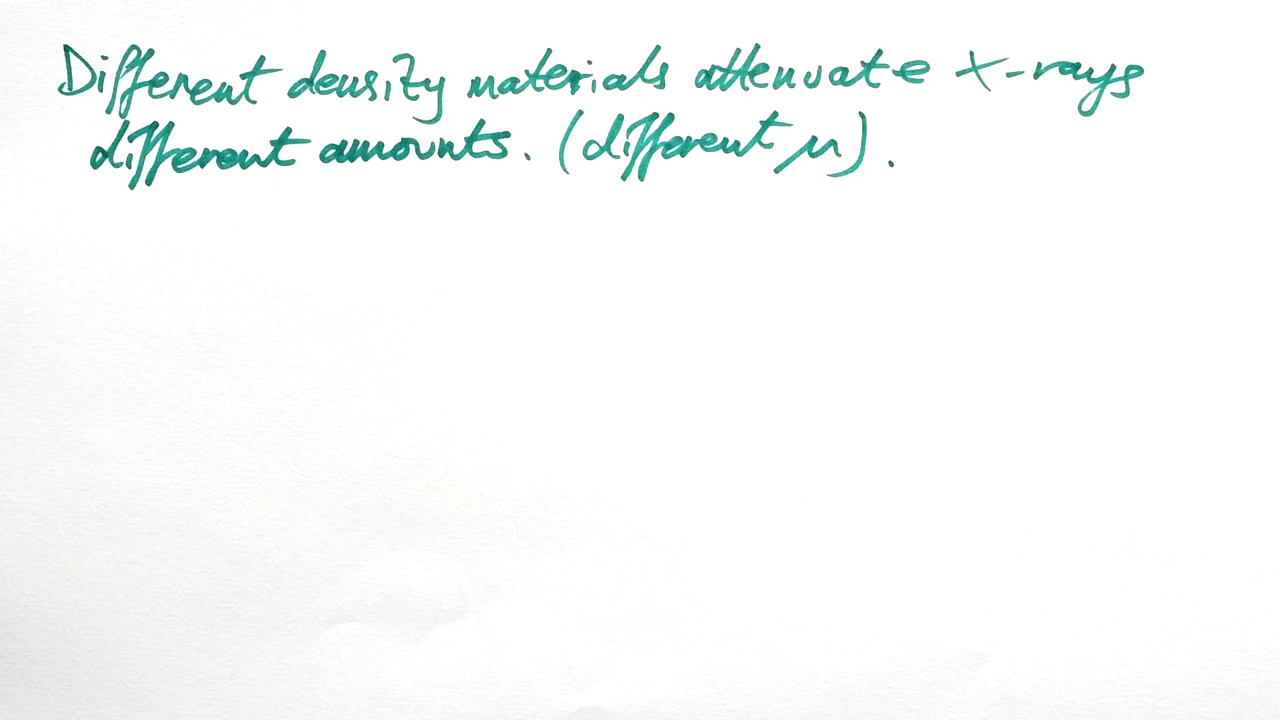 Different density materials attenuate X-rays
different amounts. (different μ).